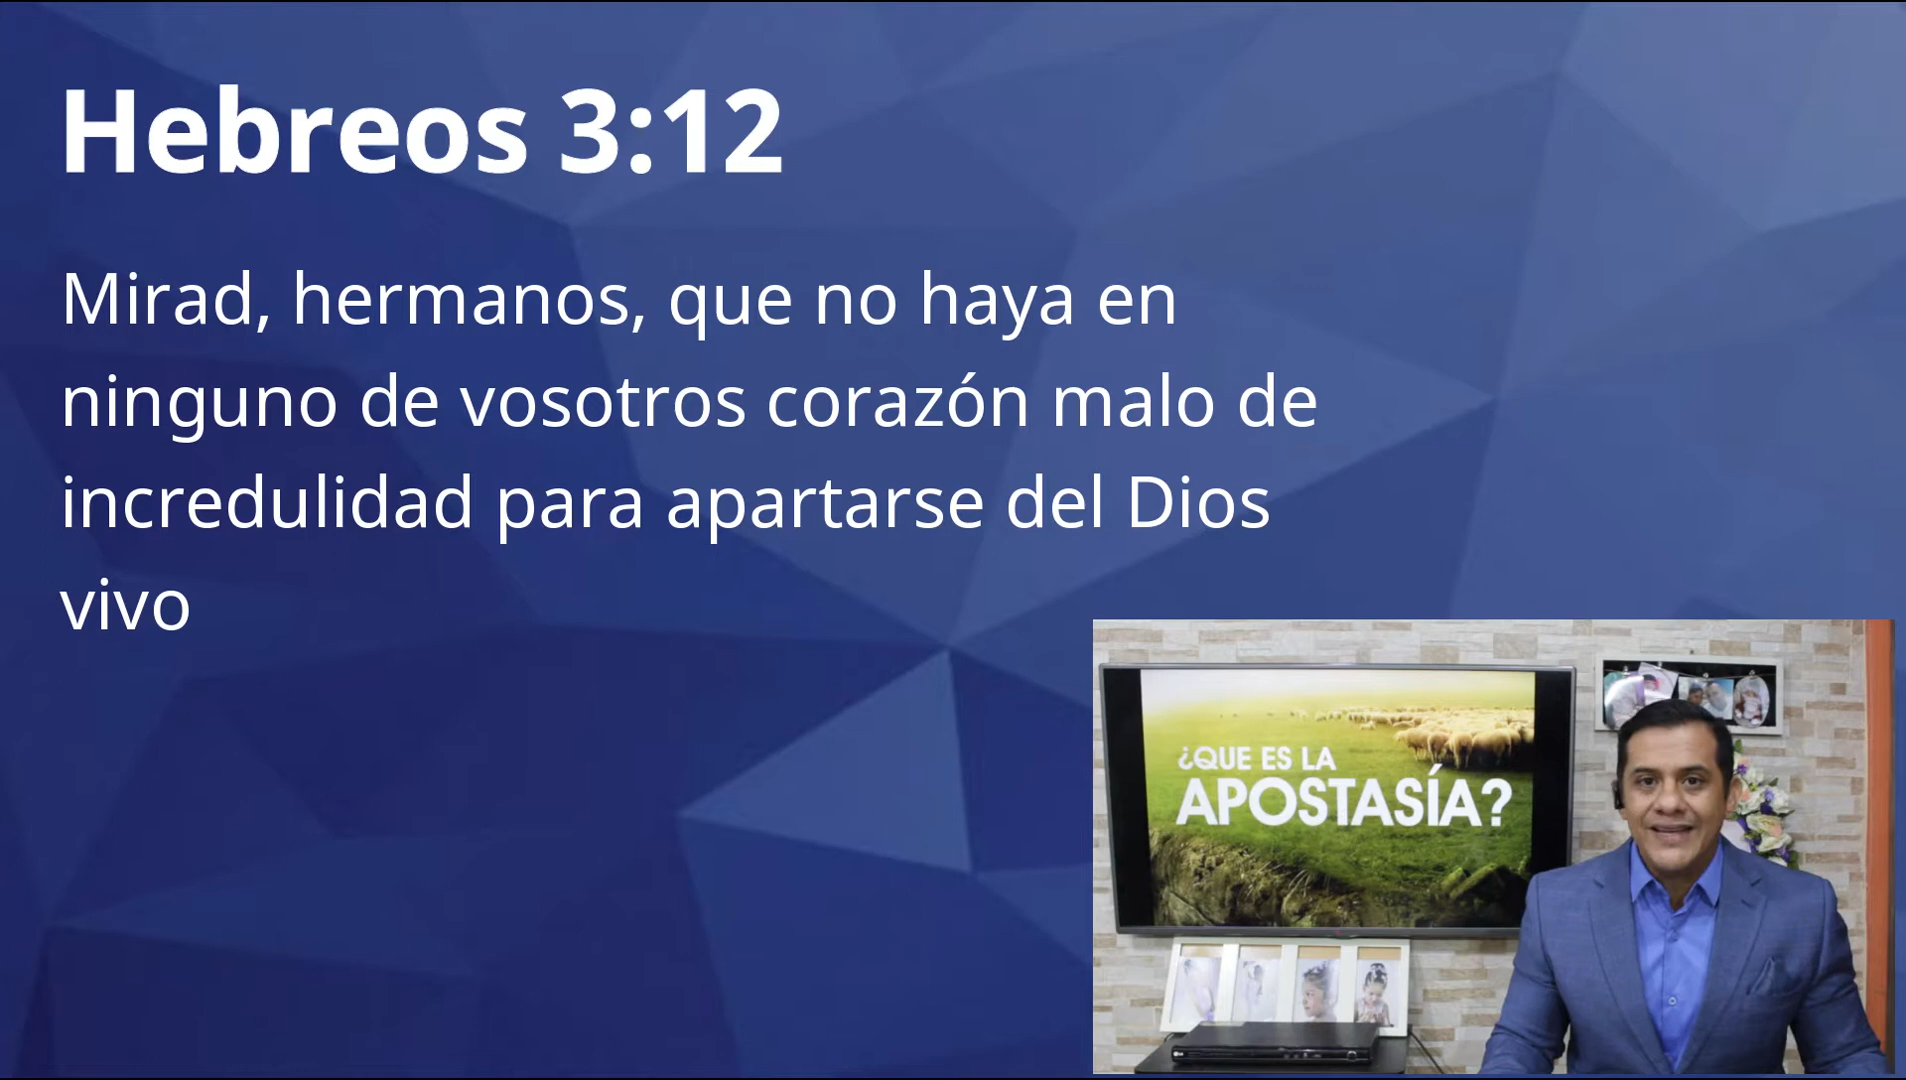 Hebreos 3:12
Mirad, hermanos, que no haya en
ninguno de vosotros corazón malo de
incredulidad para apartarse del Dios
vivo
¿QUE ES LA
APOSTASÍA?